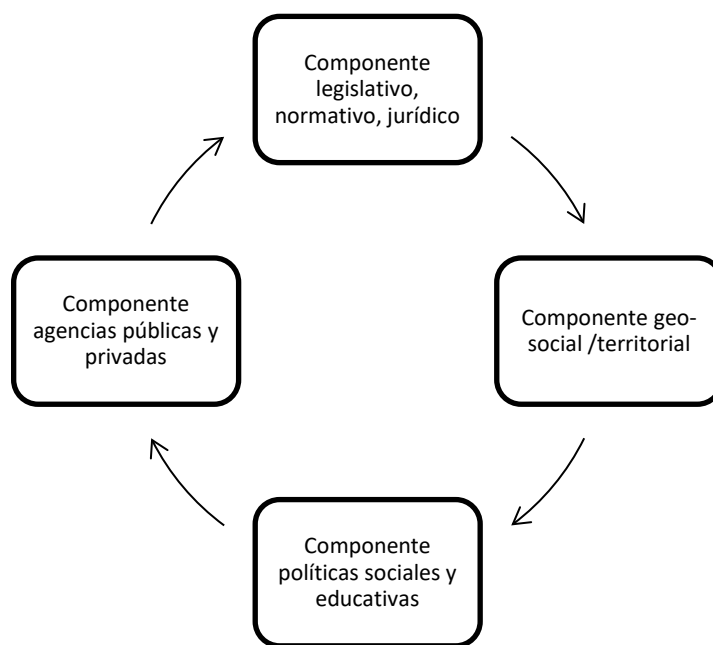 Componente
legislativo,
normativo, jurídico
Componente
agencias públicas y
privadas
Componente geo-
social /territorial
Componente
políticas sociales y
educativas